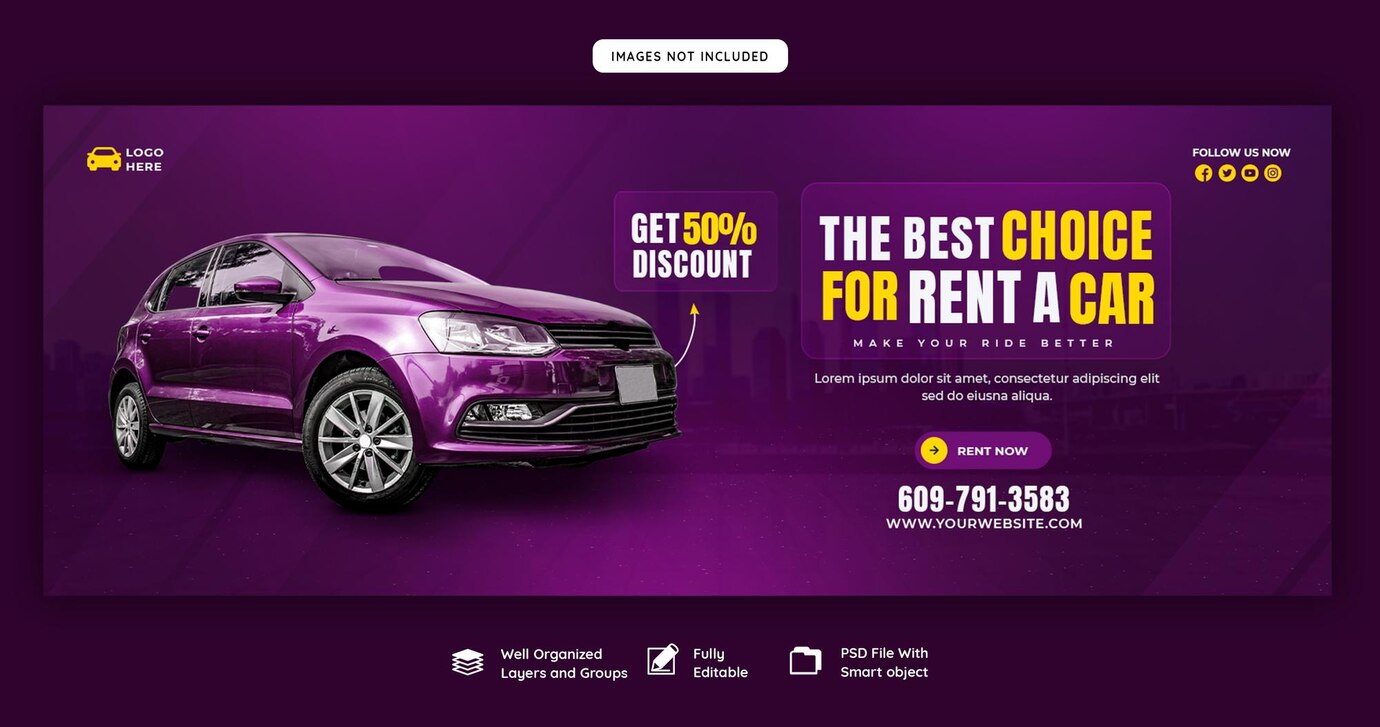 IMAGES NOT INCLUDED
LOGO
HERE
FOLLOW US NOW
GET 50%
DISCOUNT
THE BEST CHOICE
FOR RENT A CAR
MAKE YOUR RIDE BETTER
Lorem ipsum dolor sit amet, consectetur adipiscing elit
sed do eiusna aliqua.
RENT NOW
609-791-3583
WWW.YOURWEBSITE.COM
Well Organized
Layers and Groups
Fully
Editable
PSD File With
Smart object